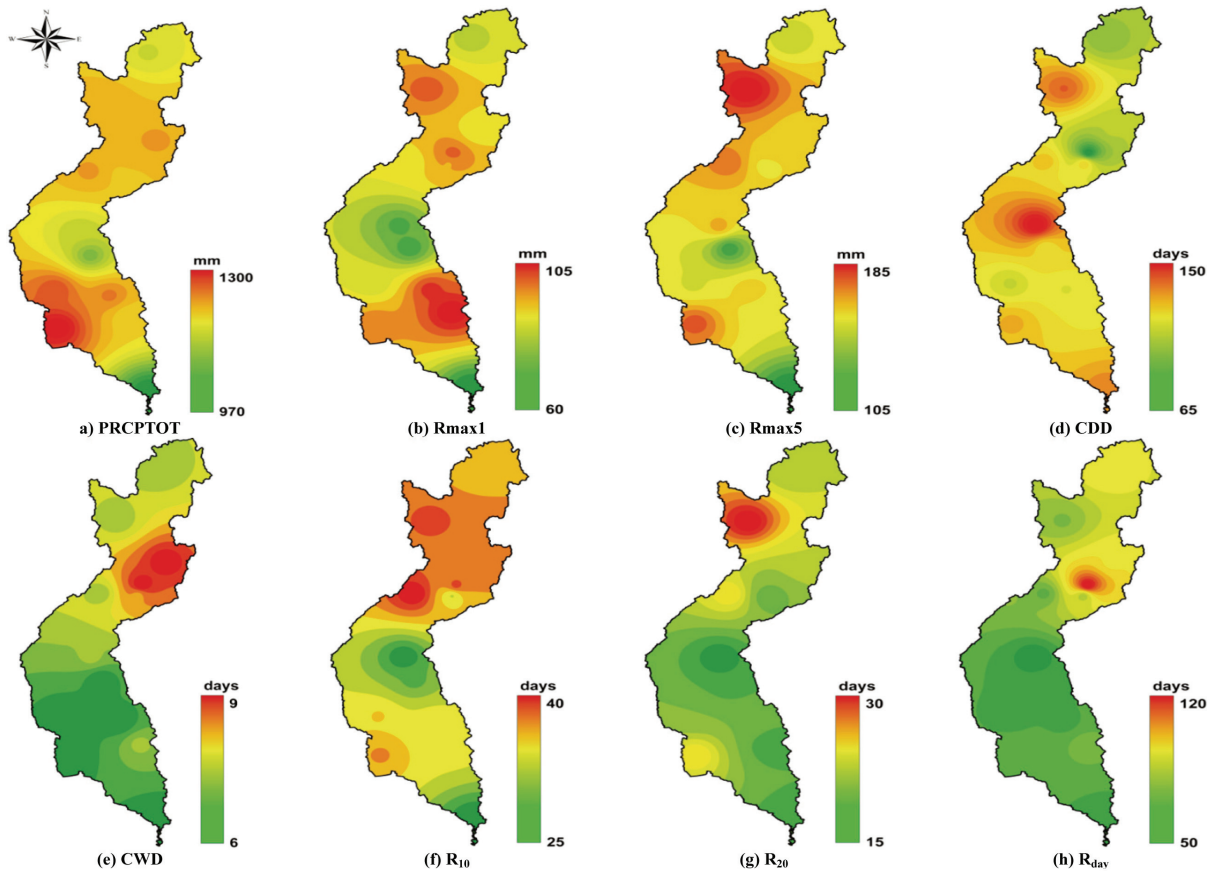 N
W E
S
mm
1300
970
a) PRCPTOT
mm
105
60
(b) Rmax1
mm
185
105
(c) Rmax5
days
150
65
(d) CDD
days
9
6
(e) CWD
days
40
25
(f) R10
days
30
15
(g) R20
days
120
50
(h) Rday